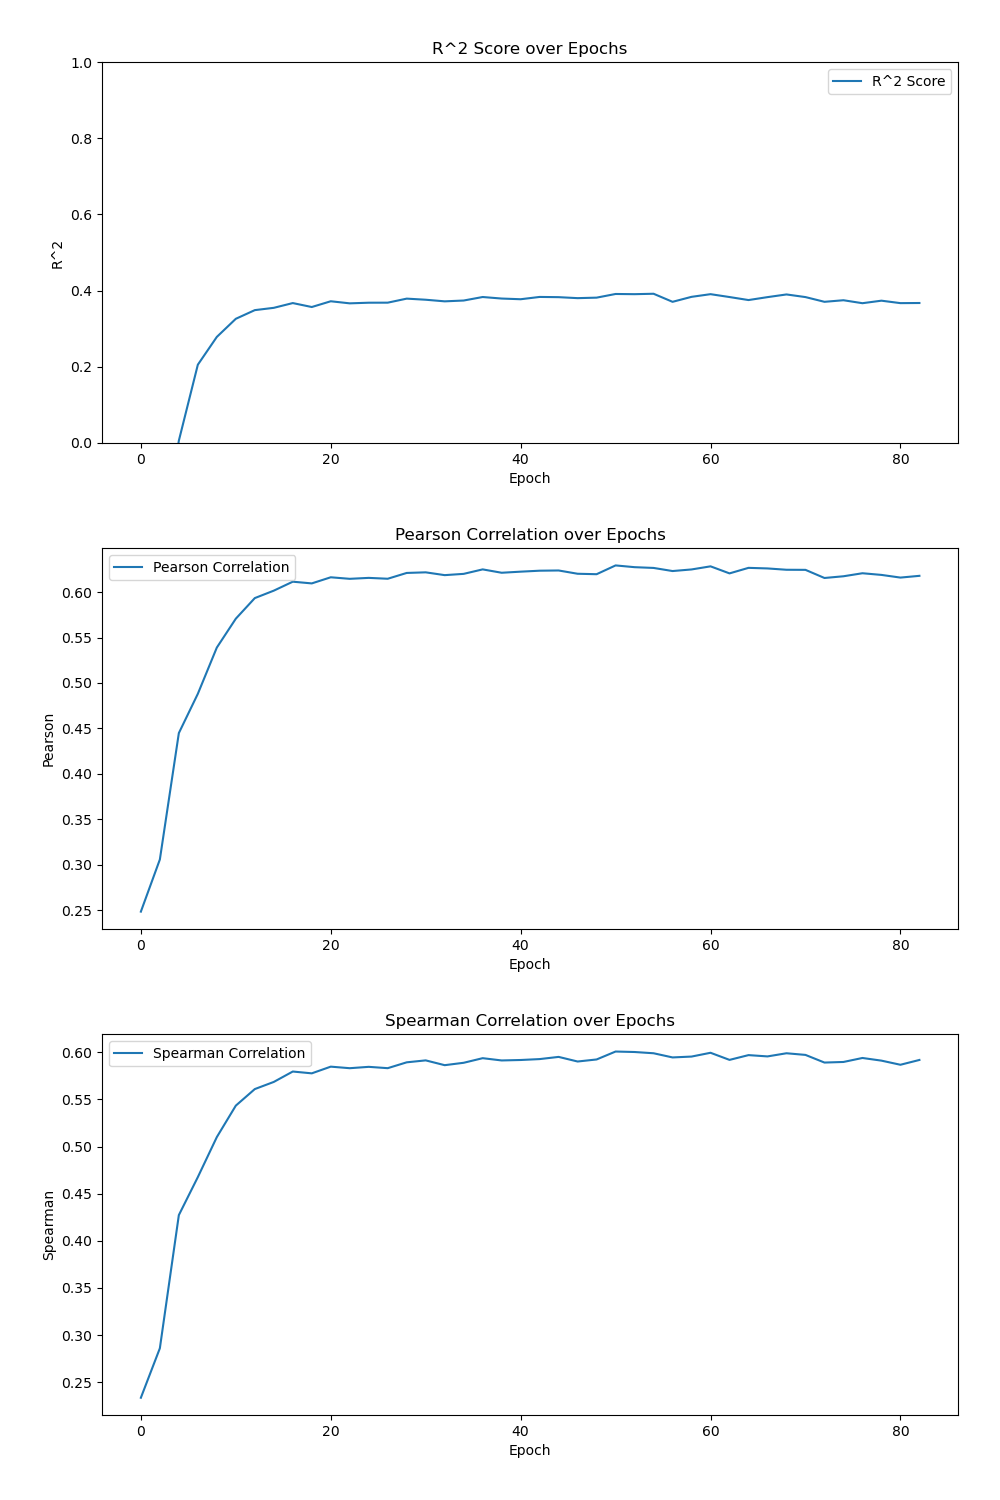 R^2 Score over Epochs
1.0
R^2 Score
0.8
0.6
R^2
0.4
0.2
0.0
0 20 40 60 80
Epoch
Pearson Correlation over Epochs
Pearson Correlation
0.60
0.55
0.50
0.45
Pearson
0.40
0.35
0.30
0.25
0 20 40 60 80
Epoch
Spearman Correlation over Epochs
Spearman Correlation
0.60
0.55
0.50
0.45
Spearman
0.40
0.35
0.30
0.25
0 20 40 60 80
Epoch